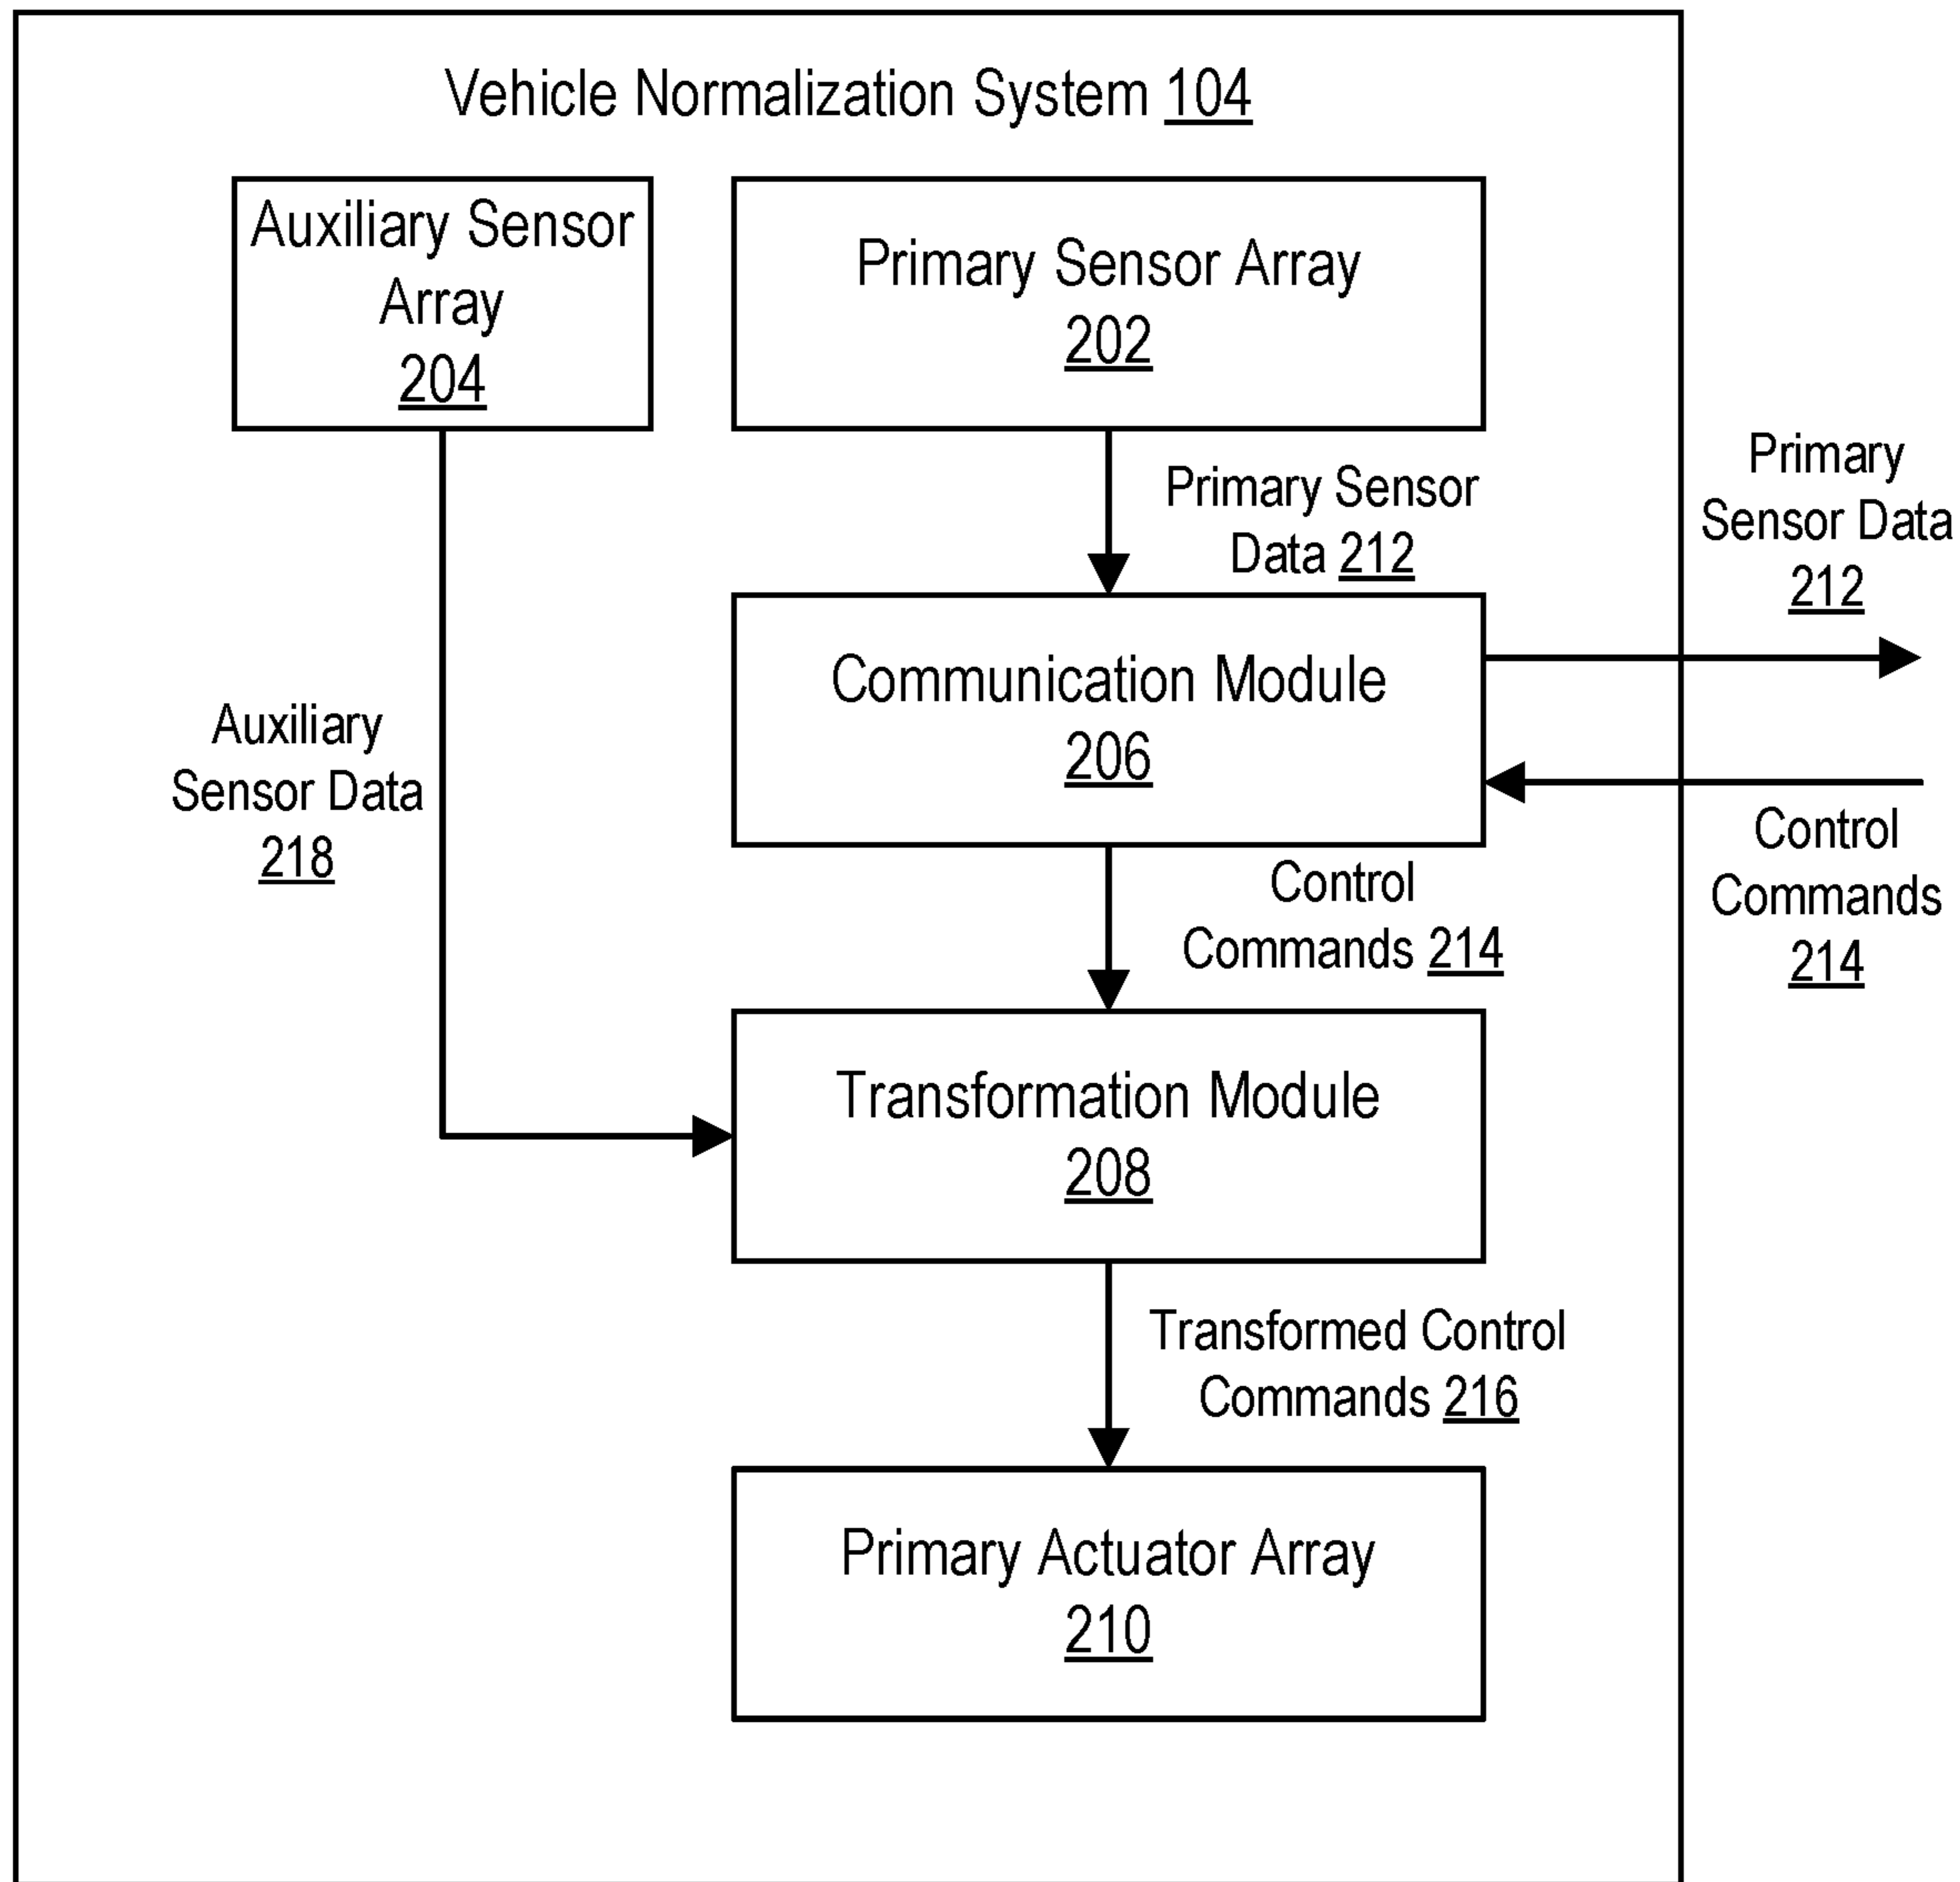 Vehicle Normalization System 104
Auxiliary Sensor
Array
204
Primary Sensor Array
202
Primary Sensor
Data 212
Primary
Sensor Data
212
Communication Module
206
Auxiliary
Sensor Data
218
Control
Commands 214
Control
Commands
214
Transformation Module
208
Transformed Control
Commands 216
Primary Actuator Array
210